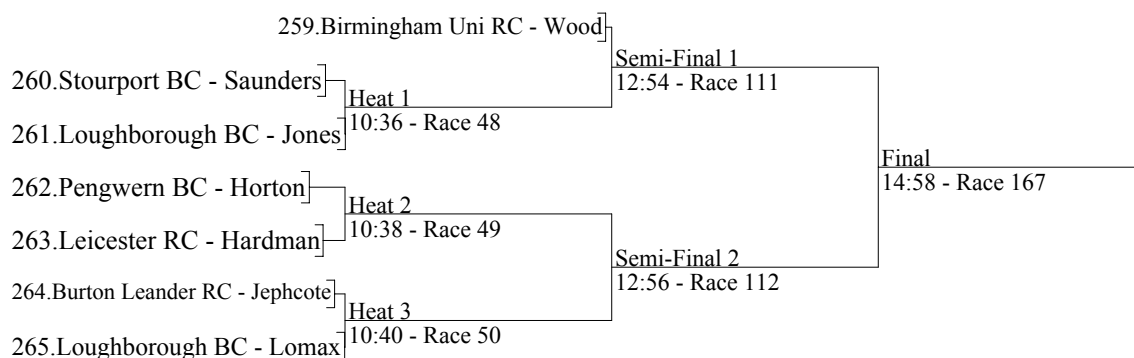 259.Birmingham Uni RC - Wood
Semi-Final 1
12:54 - Race 111
260.Stourport BC - Saunders
Heat 1
10:36 - Race 48
261.Loughborough BC - Jones
Final
14:58 - Race 167
262.Pengwern BC - Horton
Heat 2
10:38 - Race 49
263.Leicester RC - Hardman
Semi-Final 2
12:56 - Race 112
264.Burton Leander RC - Jephcote
Heat 3
10:40 - Race 50
265.Loughborough BC - Lomax